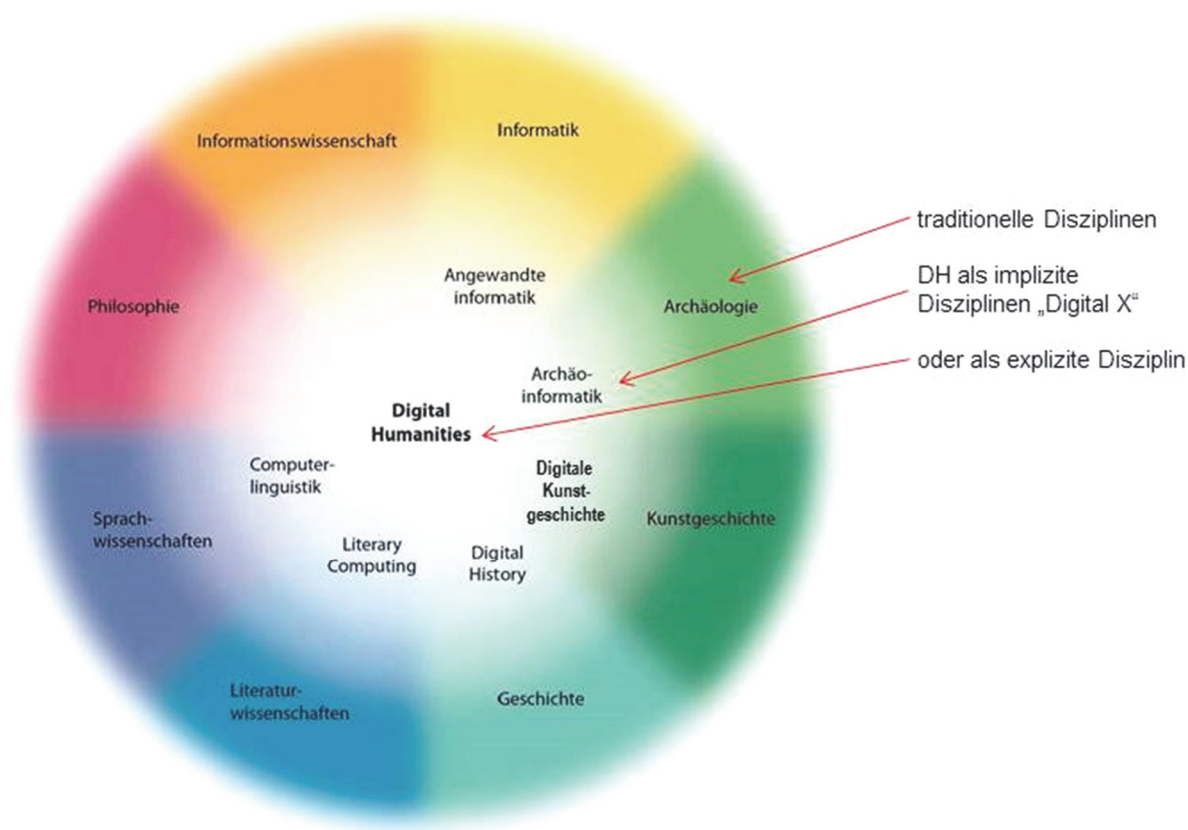 Informationswissenschaft
Informatik
Angewandte
informatik
Philosophie
Archäologie
Archäo-
informatik
Digital
Humanities
Computer-
linguistik
Digitale
Kunst-
geschichte
Sprach-
wissenschaften
Kunstgeschichte
Literary
Computing
Digital
History
Literatur-
wissenschaften
Geschichte
traditionelle Disziplinen
DH als implizite
Disziplinen „Digital X“
oder als explizite Disziplin